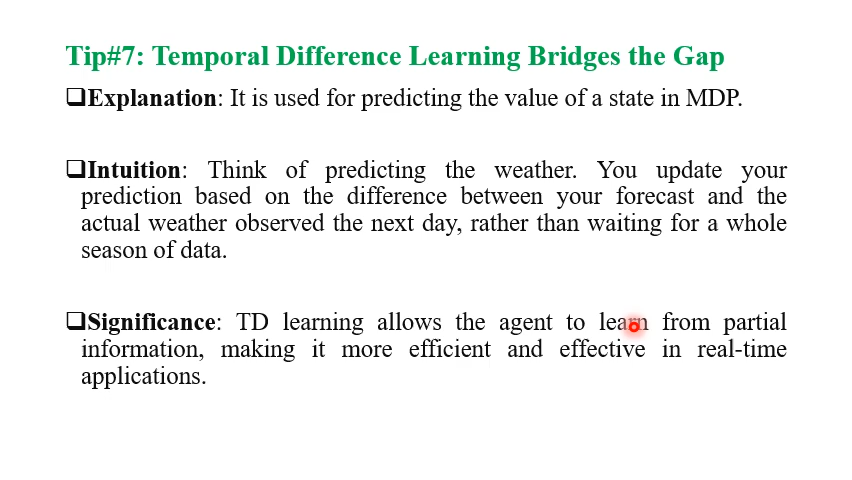 Tip#7: Temporal Difference Learning Bridges the Gap
❑Explanation: It is used for predicting the value of a state in MDP.
❑Intuition: Think of predicting the weather. You update your
prediction based on the difference between your forecast and the
actual weather observed the next day, rather than waiting for a whole
season of data.
❑Significance: TD learning allows the agent to learn from partial
information, making it more efficient and effective in real-time
applications.